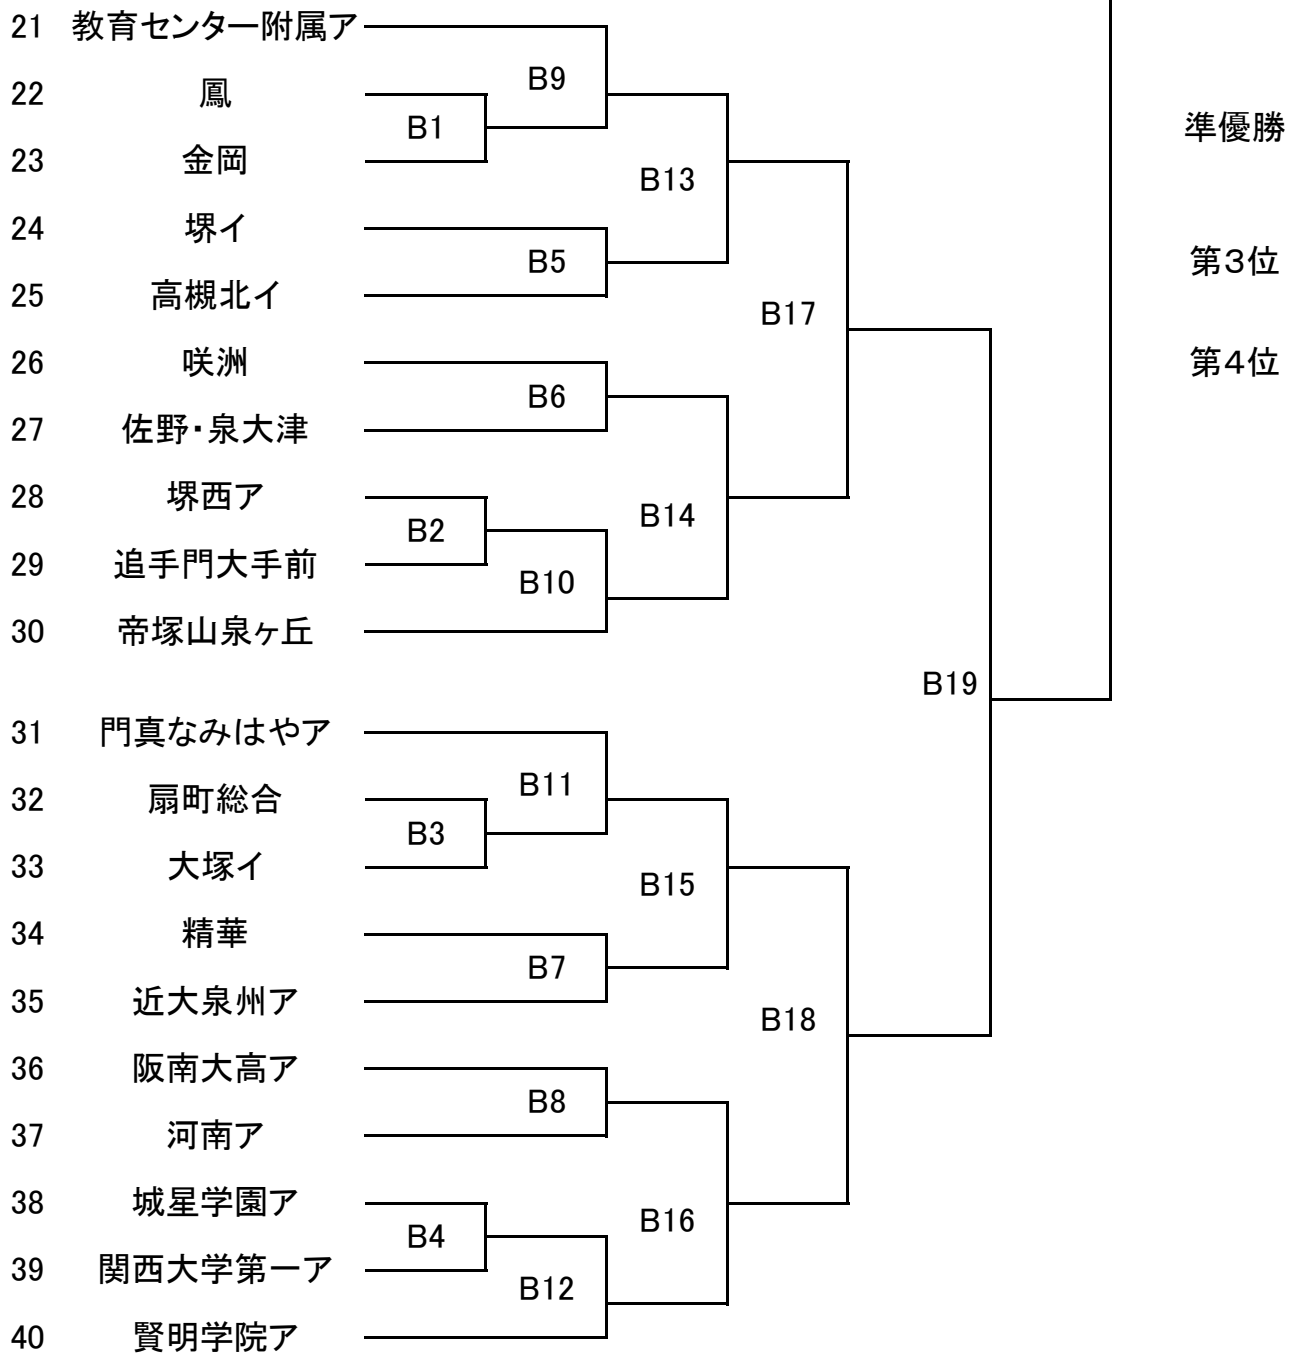 21 教育センター附属ア
B9
22 鳳
B1
準優勝
23 金岡
B13
24 堺イ
B5
第3位
25 高槻北イ
B17
26 咲洲
第4位
B6
27 佐野・泉大津
28 堺西ア
B14
B2
29 追手門大手前
B10
30 帝塚山泉ヶ丘
B19
31 門真なみはやア
B11
32 扇町総合
B3
33 大塚イ
B15
34 精華
B7
35 近大泉州ア
B18
36 阪南大高ア
B8
37 河南ア
38 城星学園ア
B16
B4
39 関西大学第一ア
B12
40 賢明学院ア